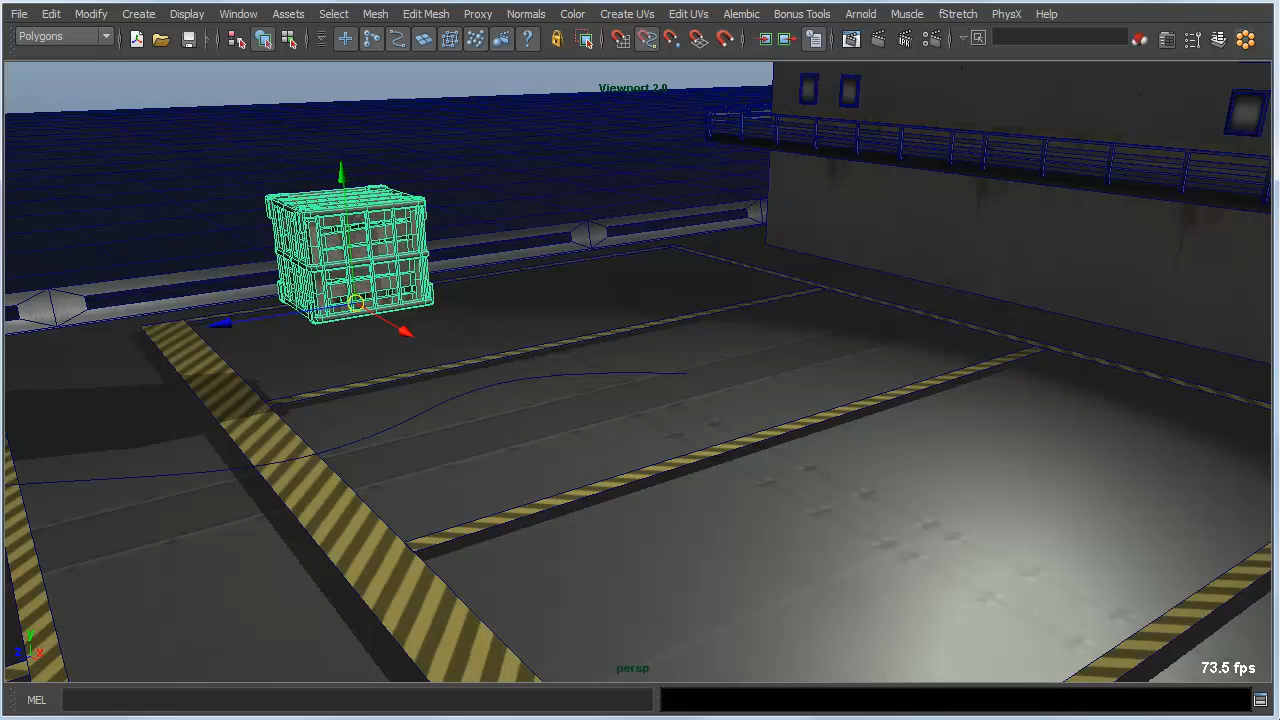 File Edit Modify Create Display Window Assets Select Mesh Edit Mesh Proxy Normals Color Create UVs Edit UVs Alembic Bonus Tools Arnold Muscle fStretch PhysX Help
Polygons
Viewport 2.0
y
z x
persp
73.5 fps
MEL